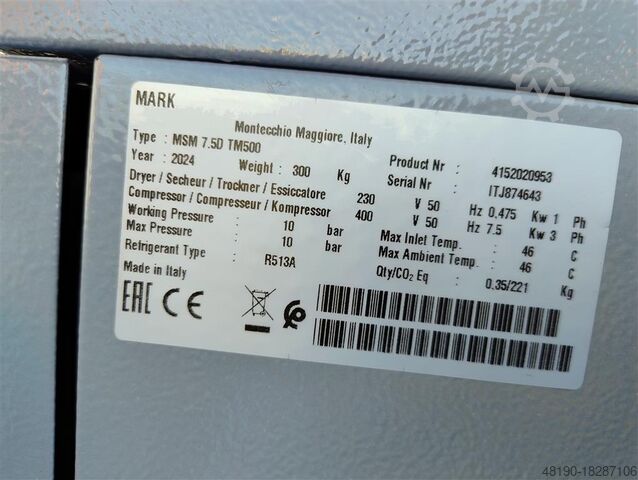 MARK
Montecchio Maggiore, Italy
Type : MSM 7.5D TM500 Product Nr : 4152020953
Year : 2024 Weight : 300 Kg Serial Nr : ITJ874643
Dryer / Secheur / Trockner / Essiccatore 230 V 50 Hz 0,475 Kw 1 Ph
Compressor / Compresseur / Kompressor 400 V 50 Hz 7.5 Kw 3 Ph
Working Pressure : 10 bar Max Inlet Temp. : 46 C
Max Pressure : 10 bar Max Ambient Temp. : 46 C
Refrigerant Type : R513A Qty/CO₂ Eq : 0.35/221 Kg
Made in Italy
EAC CE
48190-18287106